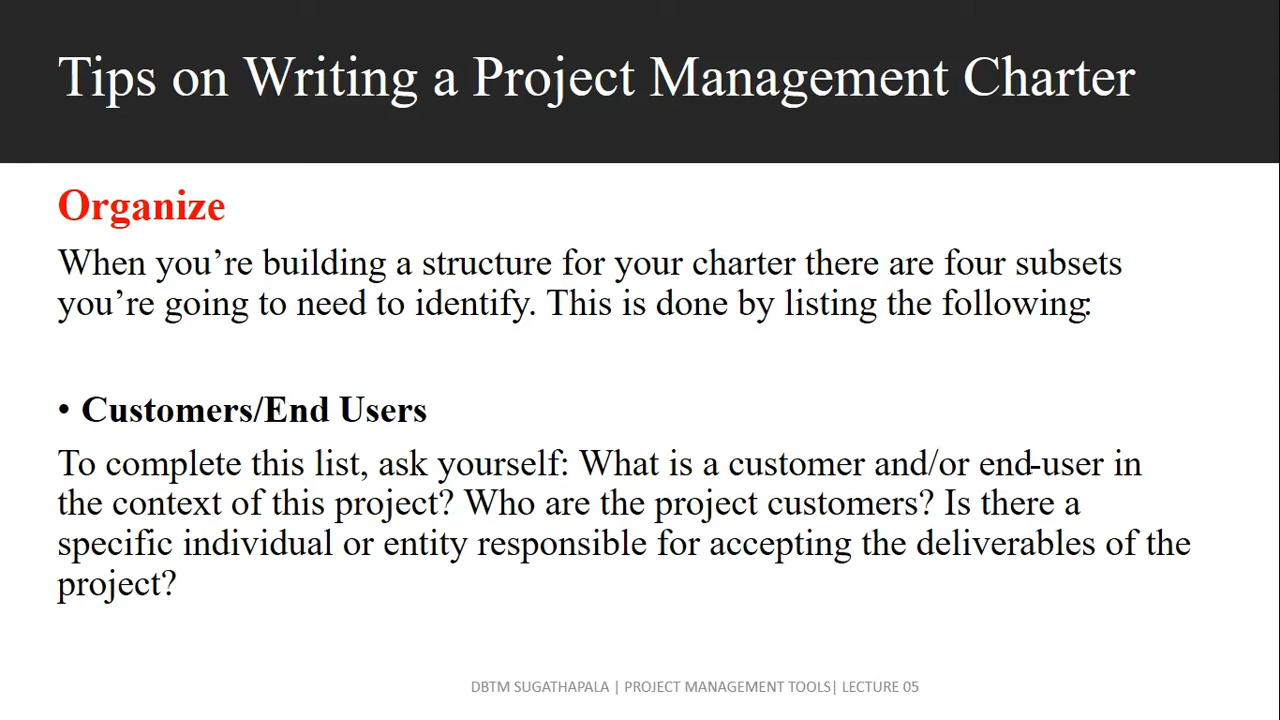 Tips on Writing a Project Management Charter
Organize
When you’re building a structure for your charter there are four subsets
you’re going to need to identify. This is done by listing the following:
• Customers/End Users
To complete this list, ask yourself: What is a customer and/or end-user in
the context of this project? Who are the project customers? Is there a
specific individual or entity responsible for accepting the deliverables of the
project?
DBTM SUGATHAPALA | PROJECT MANAGEMENT TOOLS| LECTURE 05